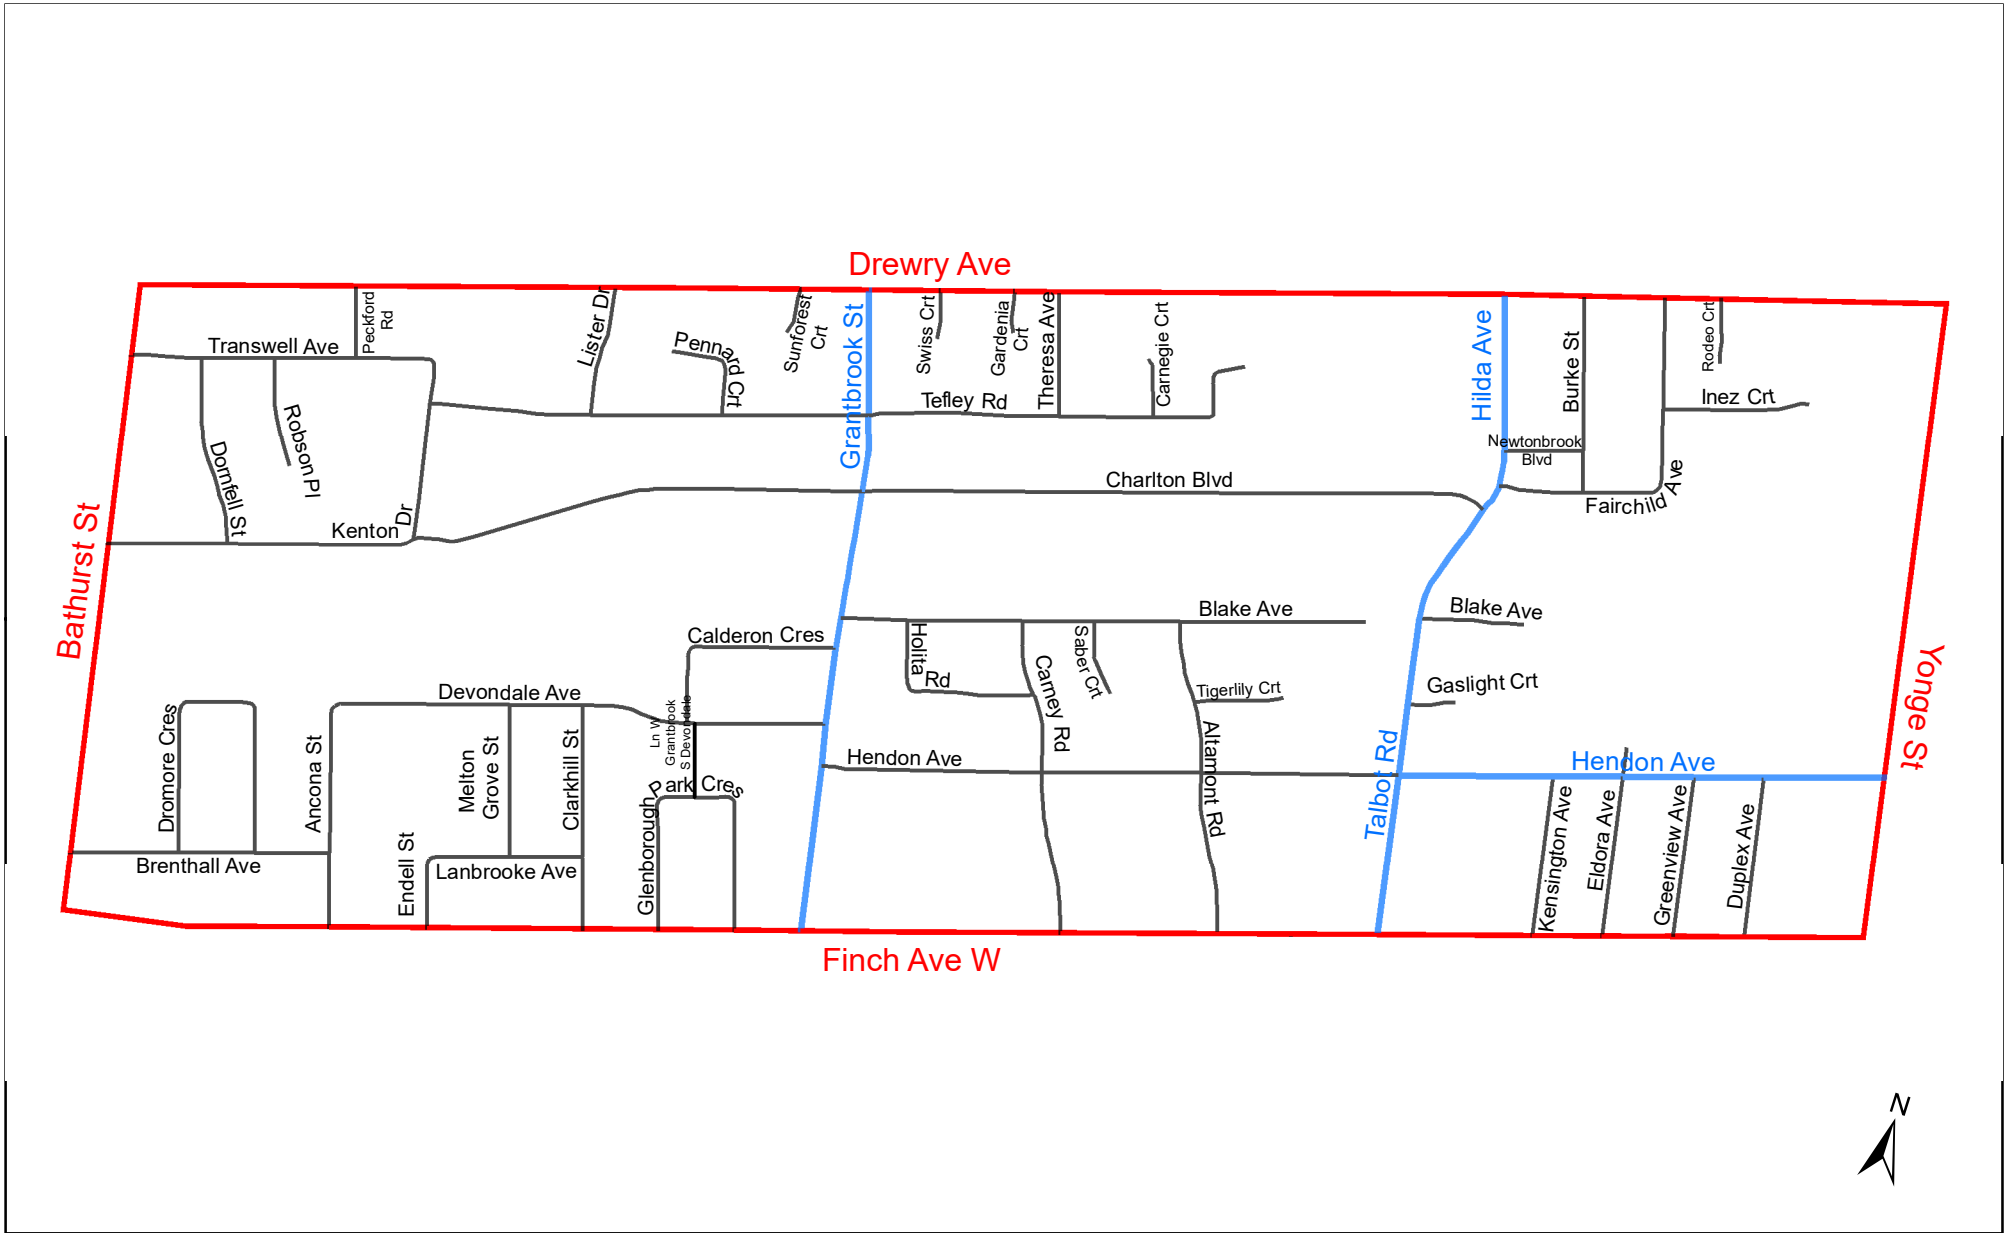 Drewry Ave
Peckford
Rd
Lister Dr
Sunforest
Crt
Grantbrook St
Swiss Crt
Gardenia
Crt
Theresa Ave
Carnegie Crt
Hilda Ave
Burke St
Rodeo Crt
Transwell Ave
Pennard Crt
Tefley Rd
Inez Crt
Robson Pl
Dornfell St
Newtonbrook
Blvd
Charlton Blvd
Fairchild Ave
Kenton Dr
Bathurst St
Blake Ave
Blake Ave
Calderon Cres
Holita
Rd
Saber Crt
Carney Rd
Tigerlily Crt
Gaslight Crt
Yonge St
Devondale Ave
Dromore Cres
Ancona St
Melton
Grove St
Clarkhill St
Ln W
Grantbrook
S Devondale
Hendon Ave
Altamont Rd
Talbot Rd
Hendon Ave
Glenborough Park Cres
Endell St
Lanbrooke Ave
Brenthall Ave
Kensington Ave
Eldora Ave
Greenview Ave
Duplex Ave
Finch Ave W
N